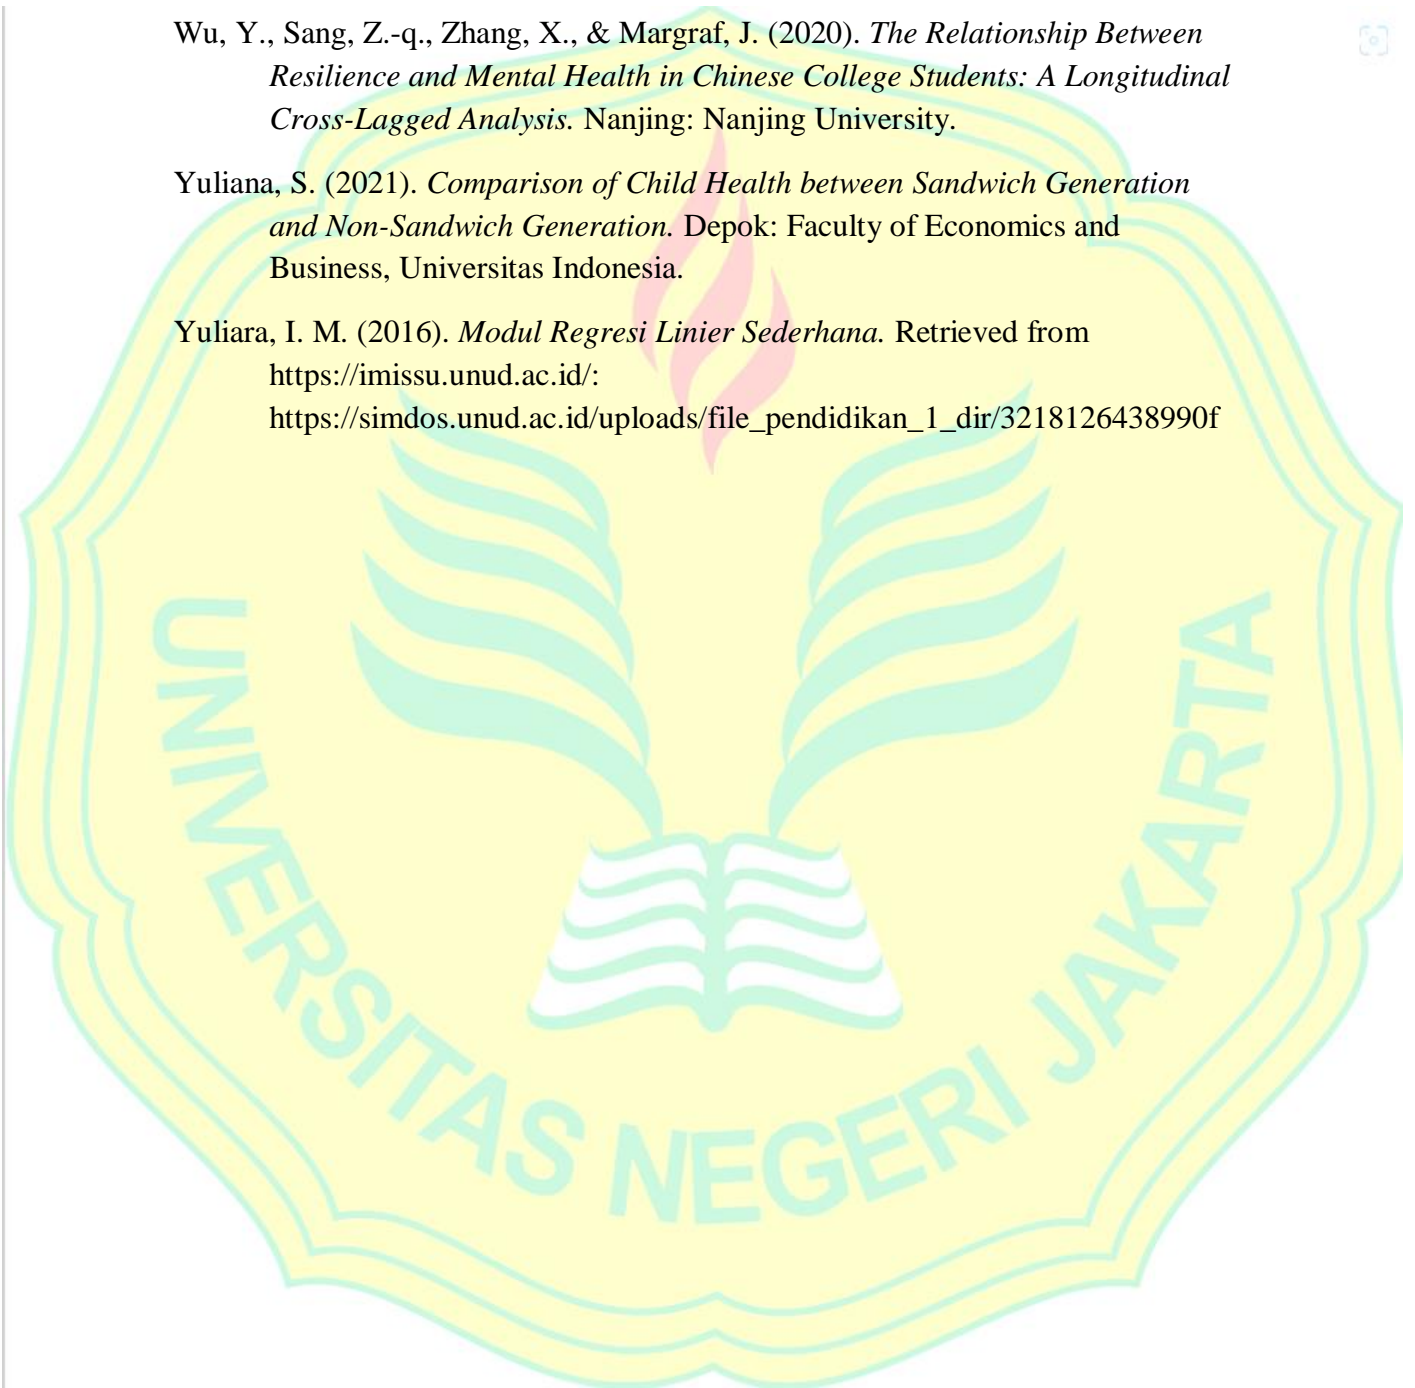 Wu, Y., Sang, Z.-q., Zhang, X., & Margraf, J. (2020). The Relationship Between
Resilience and Mental Health in Chinese College Students: A Longitudinal
Cross-Lagged Analysis. Nanjing: Nanjing University.
Yuliana, S. (2021). Comparison of Child Health between Sandwich Generation
and Non-Sandwich Generation. Depok: Faculty of Economics and
Business, Universitas Indonesia.
Yuliara, I. M. (2016). Modul Regresi Linier Sederhana. Retrieved from
https://imissu.unud.ac.id/:
https://simdos.unud.ac.id/uploads/file_pendidikan_1_dir/3218126438990f
UNIVERSITAS NEGERI JAKARTA